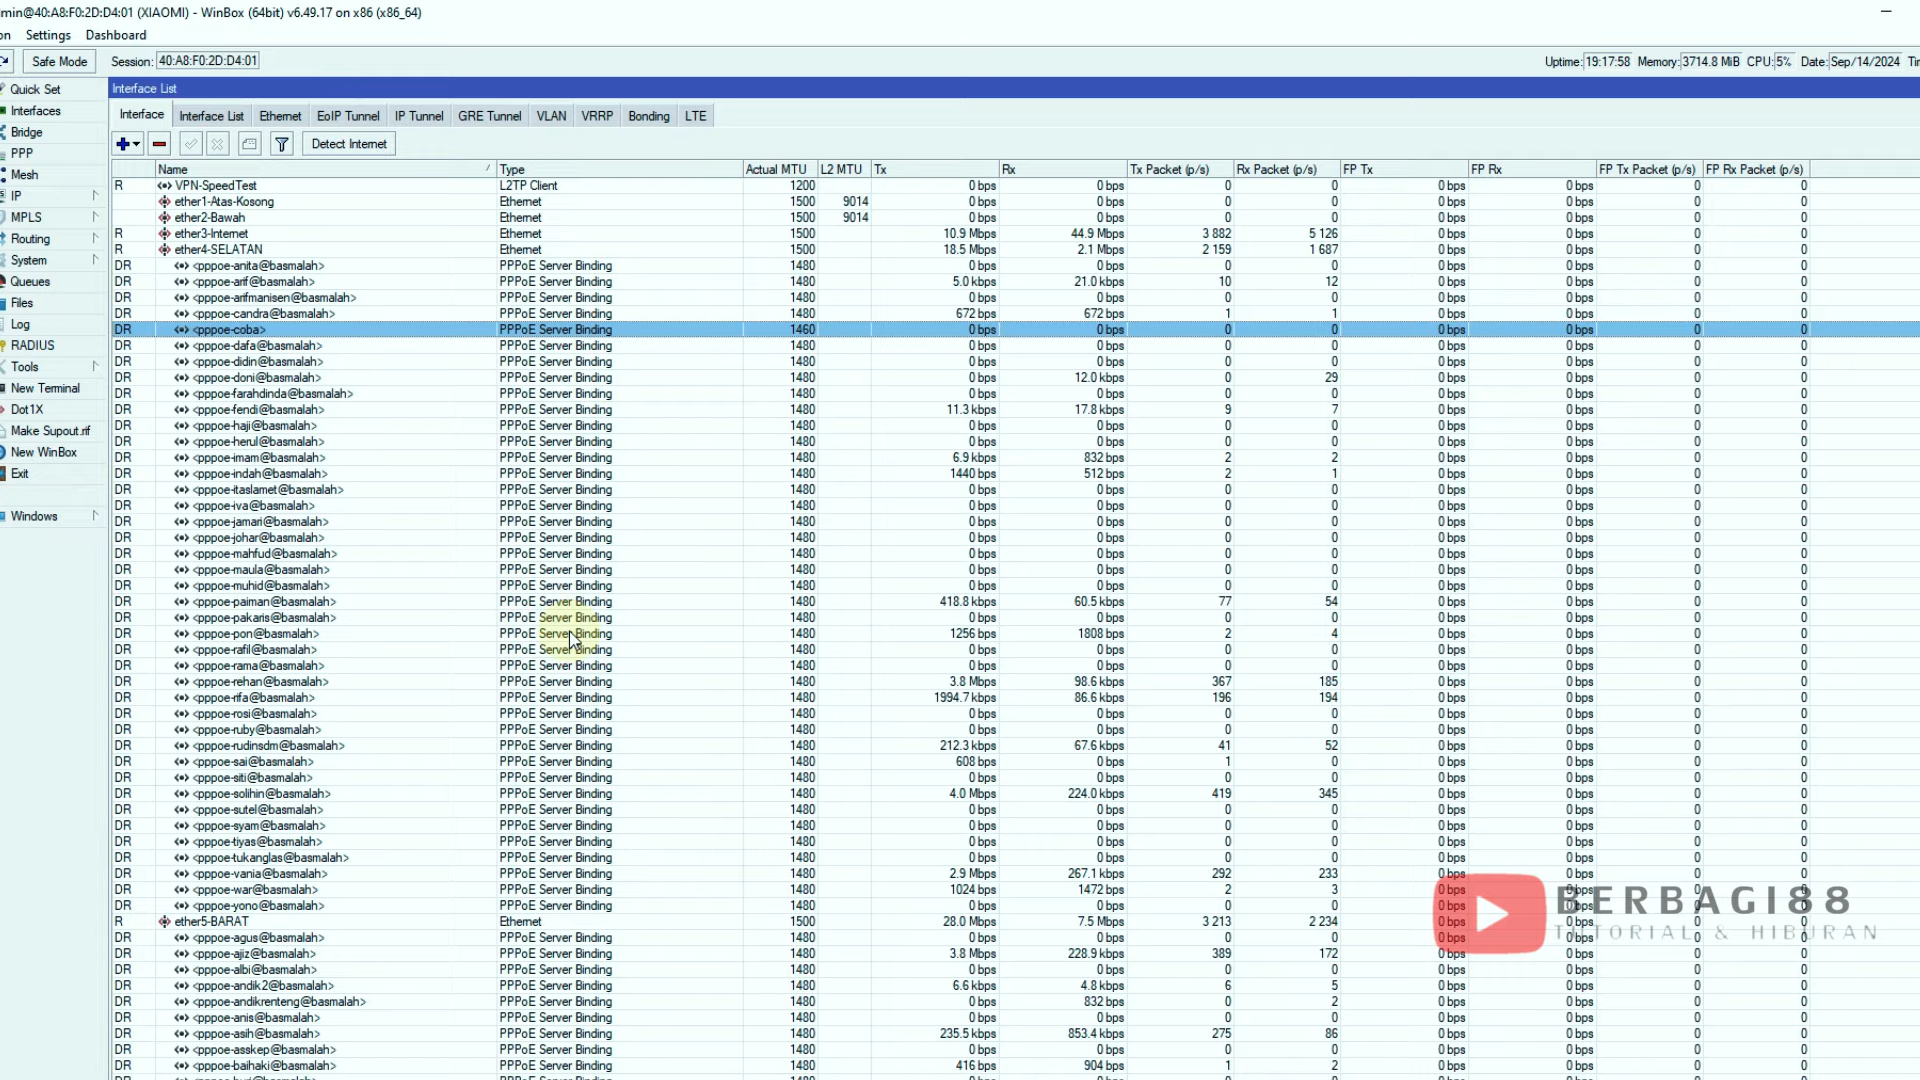 min@40:A8:F0:2D:D4:01 (XIAOMI) - WinBox (64bit) v6.49.17 on x86 (x86_64)
on Settings Dashboard
Safe Mode Session: 40:A8:F0:2D:D4:01 Uptime: 19:17:58 Memory: 3714.8 MiB CPU: 5% Date: Sep/14/2024 Tir
Quick Set
Interfaces
Bridge
PPP
Mesh
IP
MPLS
Routing
System
Queues
Files
Log
RADIUS
Tools
New Terminal
Dot1X
Make Supout.rif
New WinBox
Exit
Windows
Interface List
Interface Interface List Ethernet EoIP Tunnel IP Tunnel GRE Tunnel VLAN VRRP Bonding LTE
Detect Internet
Name Type Actual MTU L2 MTU Tx Rx Tx Packet (p/s) Rx Packet (p/s) FP Tx FP Rx FP Tx Packet (p/s) FP Rx Packet (p/s)
R VPN-SpeedTest L2TP Client 1200 0 bps 0 bps 0 0 0 bps 0 bps 0 0
ether1-Atas-Kosong Ethernet 1500 9014 0 bps 0 bps 0 0 0 bps 0 bps 0 0
ether2-Bawah Ethernet 1500 9014 0 bps 0 bps 0 0 0 bps 0 bps 0 0
R ether3-Internet Ethernet 1500 10.9 Mbps 44.9 Mbps 3 882 5 126 0 bps 0 bps 0 0
R ether4-SELATAN Ethernet 1500 18.5 Mbps 2.1 Mbps 2 159 1 687 0 bps 0 bps 0 0
DR <pppoe-anita@basmalah> PPPoE Server Binding 1480 0 bps 0 bps 0 0 0 bps 0 bps 0 0
DR <pppoe-arif@basmalah> PPPoE Server Binding 1480 5.0 kbps 21.0 kbps 10 12 0 bps 0 bps 0 0
DR <pppoe-arifmanisen@basmalah> PPPoE Server Binding 1480 0 bps 0 bps 0 0 0 bps 0 bps 0 0
DR <pppoe-candra@basmalah> PPPoE Server Binding 1480 672 bps 672 bps 1 1 0 bps 0 bps 0 0
DR <pppoe-coba> PPPoE Server Binding 1460 0 bps 0 bps 0 0 0 bps 0 bps 0 0
DR <pppoe-dafa@basmalah> PPPoE Server Binding 1480 0 bps 0 bps 0 0 0 bps 0 bps 0 0
DR <pppoe-didin@basmalah> PPPoE Server Binding 1480 0 bps 0 bps 0 0 0 bps 0 bps 0 0
DR <pppoe-doni@basmalah> PPPoE Server Binding 1480 0 bps 12.0 kbps 0 29 0 bps 0 bps 0 0
DR <pppoe-farahdinda@basmalah> PPPoE Server Binding 1480 0 bps 0 bps 0 0 0 bps 0 bps 0 0
DR <pppoe-fendi@basmalah> PPPoE Server Binding 1480 11.3 kbps 17.8 kbps 9 7 0 bps 0 bps 0 0
DR <pppoe-haji@basmalah> PPPoE Server Binding 1480 0 bps 0 bps 0 0 0 bps 0 bps 0 0
DR <pppoe-herul@basmalah> PPPoE Server Binding 1480 0 bps 0 bps 0 0 0 bps 0 bps 0 0
DR <pppoe-imam@basmalah> PPPoE Server Binding 1480 6.9 kbps 832 bps 2 2 0 bps 0 bps 0 0
DR <pppoe-indah@basmalah> PPPoE Server Binding 1480 1440 bps 512 bps 2 1 0 bps 0 bps 0 0
DR <pppoe-itaslamet@basmalah> PPPoE Server Binding 1480 0 bps 0 bps 0 0 0 bps 0 bps 0 0
DR <pppoe-iva@basmalah> PPPoE Server Binding 1480 0 bps 0 bps 0 0 0 bps 0 bps 0 0
DR <pppoe-jamari@basmalah> PPPoE Server Binding 1480 0 bps 0 bps 0 0 0 bps 0 bps 0 0
DR <pppoe-johar@basmalah> PPPoE Server Binding 1480 0 bps 0 bps 0 0 0 bps 0 bps 0 0
DR <pppoe-mahfud@basmalah> PPPoE Server Binding 1480 0 bps 0 bps 0 0 0 bps 0 bps 0 0
DR <pppoe-maula@basmalah> PPPoE Server Binding 1480 0 bps 0 bps 0 0 0 bps 0 bps 0 0
DR <pppoe-muhid@basmalah> PPPoE Server Binding 1480 0 bps 0 bps 0 0 0 bps 0 bps 0 0
DR <pppoe-paiman@basmalah> PPPoE Server Binding 1480 418.8 kbps 60.5 kbps 77 54 0 bps 0 bps 0 0
DR <pppoe-pakaris@basmalah> PPPoE Server Binding 1480 0 bps 0 bps 0 0 0 bps 0 bps 0 0
DR <pppoe-pon@basmalah> PPPoE Server Binding 1480 1256 bps 1808 bps 2 4 0 bps 0 bps 0 0
DR <pppoe-rafil@basmalah> PPPoE Server Binding 1480 0 bps 0 bps 0 0 0 bps 0 bps 0 0
DR <pppoe-rama@basmalah> PPPoE Server Binding 1480 0 bps 0 bps 0 0 0 bps 0 bps 0 0
DR <pppoe-rehan@basmalah> PPPoE Server Binding 1480 3.8 Mbps 98.6 kbps 367 185 0 bps 0 bps 0 0
DR <pppoe-rifa@basmalah> PPPoE Server Binding 1480 1994.7 kbps 86.6 kbps 196 194 0 bps 0 bps 0 0
DR <pppoe-rosi@basmalah> PPPoE Server Binding 1480 0 bps 0 bps 0 0 0 bps 0 bps 0 0
DR <pppoe-ruby@basmalah> PPPoE Server Binding 1480 0 bps 0 bps 0 0 0 bps 0 bps 0 0
DR <pppoe-rudinsdm@basmalah> PPPoE Server Binding 1480 212.3 kbps 67.6 kbps 41 52 0 bps 0 bps 0 0
DR <pppoe-sai@basmalah> PPPoE Server Binding 1480 608 bps 0 bps 1 0 0 bps 0 bps 0 0
DR <pppoe-siti@basmalah> PPPoE Server Binding 1480 0 bps 0 bps 0 0 0 bps 0 bps 0 0
DR <pppoe-solihin@basmalah> PPPoE Server Binding 1480 4.0 Mbps 224.0 kbps 419 345 0 bps 0 bps 0 0
DR <pppoe-sutel@basmalah> PPPoE Server Binding 1480 0 bps 0 bps 0 0 0 bps 0 bps 0 0
DR <pppoe-syam@basmalah> PPPoE Server Binding 1480 0 bps 0 bps 0 0 0 bps 0 bps 0 0
DR <pppoe-tiyas@basmalah> PPPoE Server Binding 1480 0 bps 0 bps 0 0 0 bps 0 bps 0 0
DR <pppoe-tukanglas@basmalah> PPPoE Server Binding 1480 0 bps 0 bps 0 0 0 bps 0 bps 0 0
DR <pppoe-vania@basmalah> PPPoE Server Binding 1480 2.9 Mbps 267.1 kbps 292 233 0 bps 0 bps 0 0
DR <pppoe-war@basmalah> PPPoE Server Binding 1480 1024 bps 1472 bps 2 3 0 bps 0 bps 0 0
DR <pppoe-yono@basmalah> PPPoE Server Binding 1480 0 bps 0 bps 0 0 0 bps 0 bps 0 0
R ether5-BARAT Ethernet 1500 28.0 Mbps 7.5 Mbps 3 213 2 234 0 bps 0 bps 0 0
DR <pppoe-agus@basmalah> PPPoE Server Binding 1480 0 bps 0 bps 0 0 0 bps 0 bps 0 0
DR <pppoe-ajiz@basmalah> PPPoE Server Binding 1480 3.8 Mbps 228.9 kbps 389 172 0 bps 0 bps 0 0
DR <pppoe-albi@basmalah> PPPoE Server Binding 1480 0 bps 0 bps 0 0 0 bps 0 bps 0 0
DR <pppoe-andik2@basmalah> PPPoE Server Binding 1480 6.6 kbps 4.8 kbps 6 5 0 bps 0 bps 0 0
DR <pppoe-andikrenteng@basmalah> PPPoE Server Binding 1480 0 bps 832 bps 0 2 0 bps 0 bps 0 0
DR <pppoe-anis@basmalah> PPPoE Server Binding 1480 0 bps 0 bps 0 0 0 bps 0 bps 0 0
DR <pppoe-asih@basmalah> PPPoE Server Binding 1480 235.5 kbps 853.4 kbps 275 86 0 bps 0 bps 0 0
DR <pppoe-asskep@basmalah> PPPoE Server Binding 1480 0 bps 0 bps 0 0 0 bps 0 bps 0 0
DR <pppoe-baihaki@basmalah> PPPoE Server Binding 1480 416 bps 904 bps 1 2 0 bps 0 bps 0 0
BERBAGI88
TUTORIAL & HIBURAN